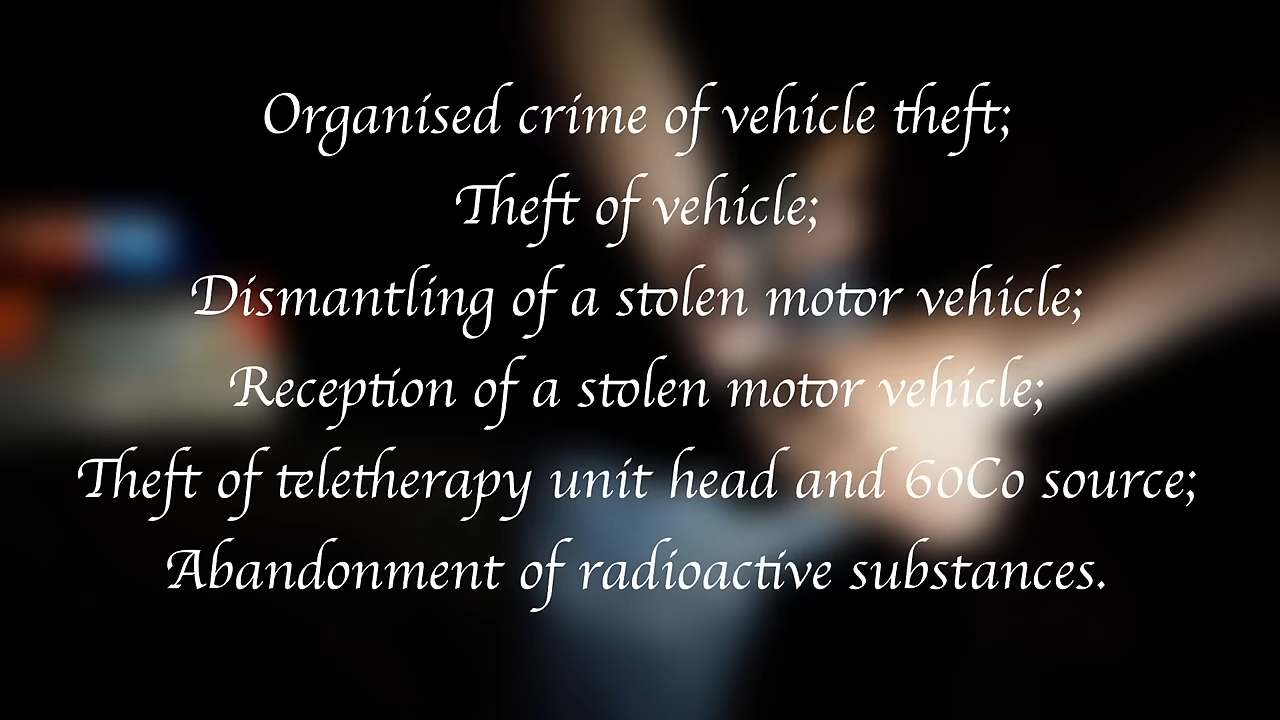 Organised crime of vehicle theft;
Theft of vehicle;
Dismantling of a stolen motor vehicle;
Reception of a stolen motor vehicle;
Theft of teletherapy unit head and 60Co source;
Abandonment of radioactive substances.